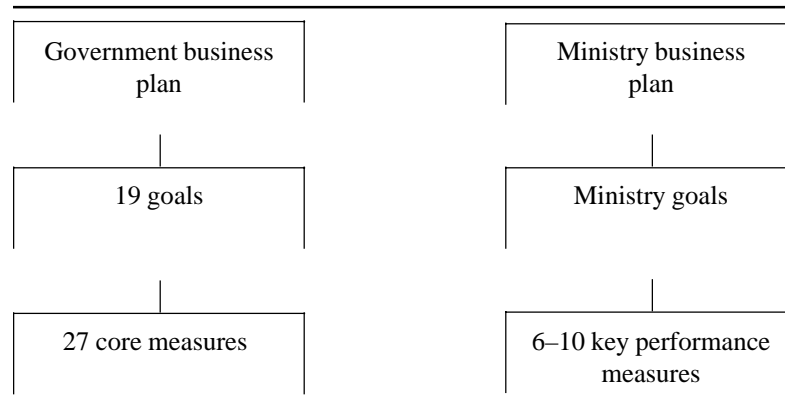 Government business
plan
Ministry business
plan
19 goals
Ministry goals
27 core measures
6–10 key performance
measures